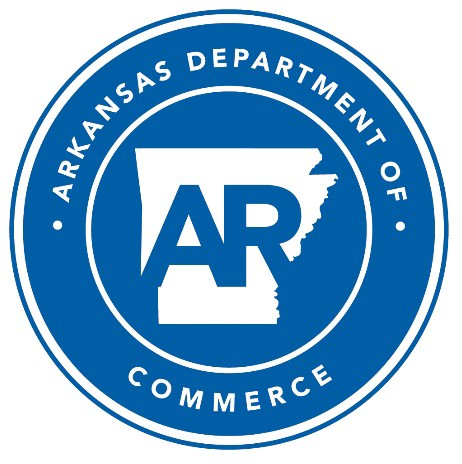 ARKANSAS DEPARTMENT OF
AR
COMMERCE